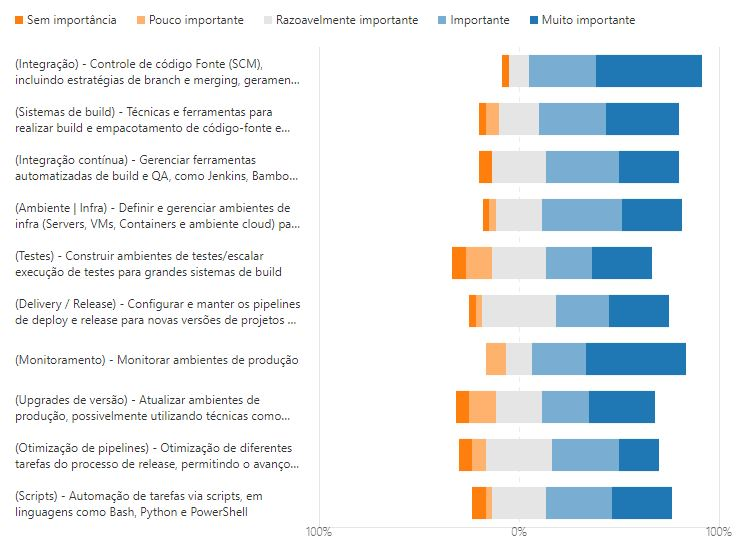 Sem importância Pouco importante Razoavelmente importante Importante Muito importante
(Integração) - Controle de código Fonte (SCM),
incluindo estratégias de branch e merging, geramen...
(Sistemas de build) - Técnicas e ferramentas para
realizar build e empacotamento de código-fonte e...
(Integração contínua) - Gerenciar ferramentas
automatizadas de build e QA, como Jenkins, Bambo...
(Ambiente | Infra) - Definir e gerenciar ambientes de
infra (Servers, VMs, Containers e ambiente cloud) pa...
(Testes) - Construir ambientes de testes/escalar
execução de testes para grandes sistemas de build
(Delivery / Release) - Configurar e manter os pipelines
de deploy e release para novas versões de projetos ...
(Monitoramento) - Monitorar ambientes de produção
(Upgrades de versão) - Atualizar ambientes de
produção, possivelmente utilizando técnicas como...
(Otimização de pipelines) - Otimização de diferentes
tarefas do processo de release, permitindo o avanço...
(Scripts) - Automação de tarefas via scripts, em
linguagens como Bash, Python e PowerShell
100% 0% 100%